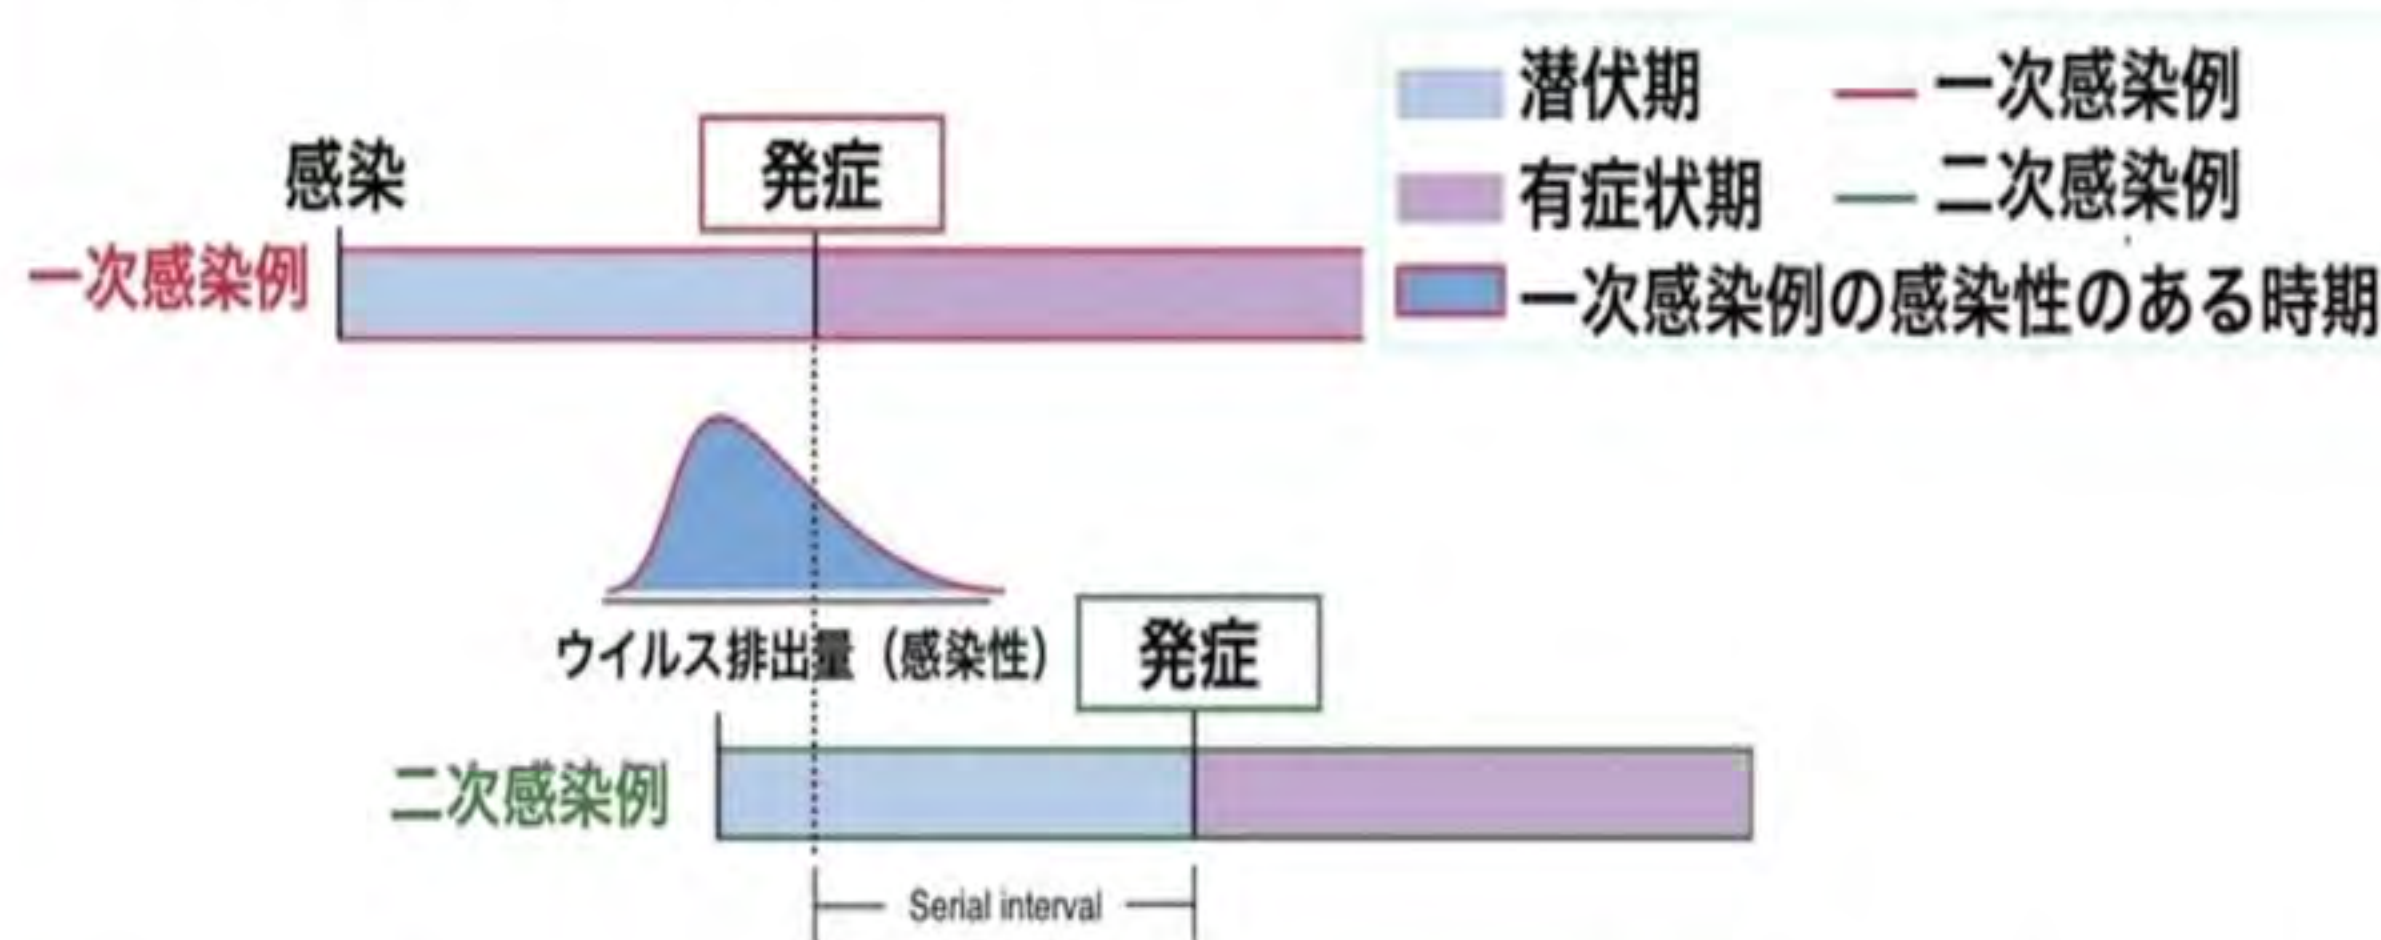 潜伏期
一次感染例
有症状期
二次感染例
一次感染例の感染性のある時期
感染
発症
一次感染例
ウイルス排出量（感染性）
発症
二次感染例
Serial interval